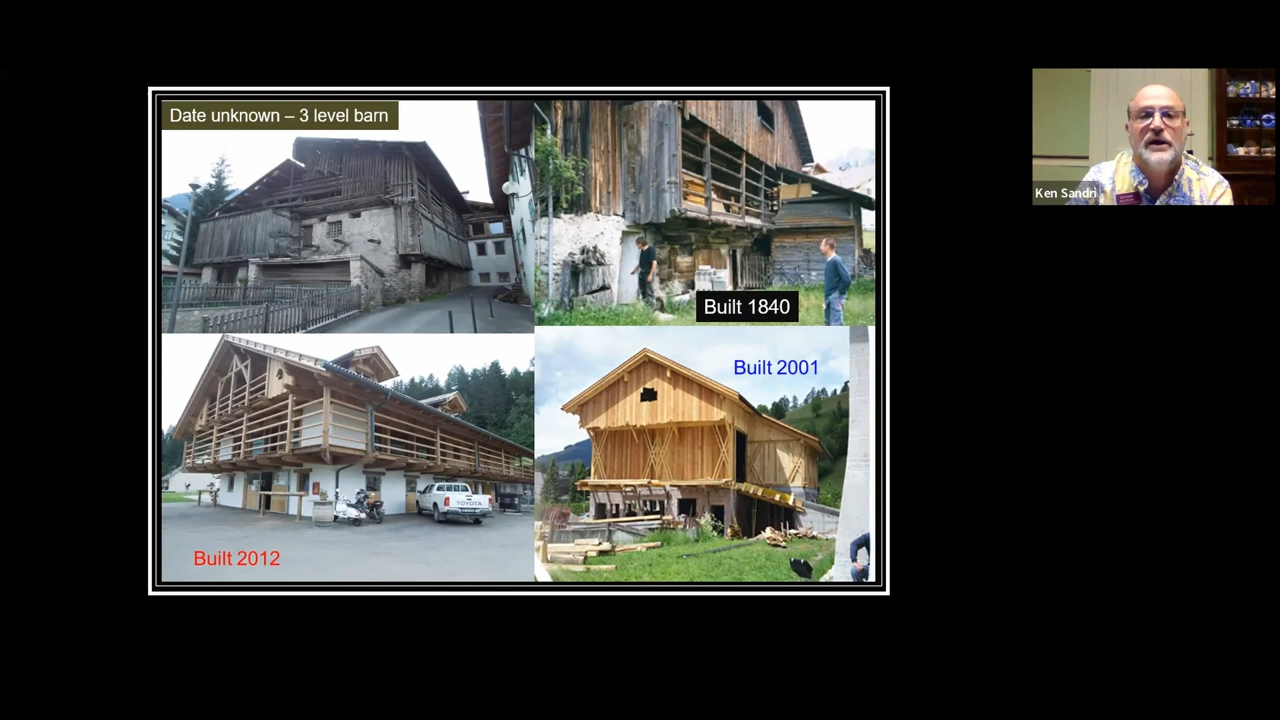 Date unknown – 3 level barn
Built 1840
Built 2012
Built 2001
TOYOTA
Ken Sandri